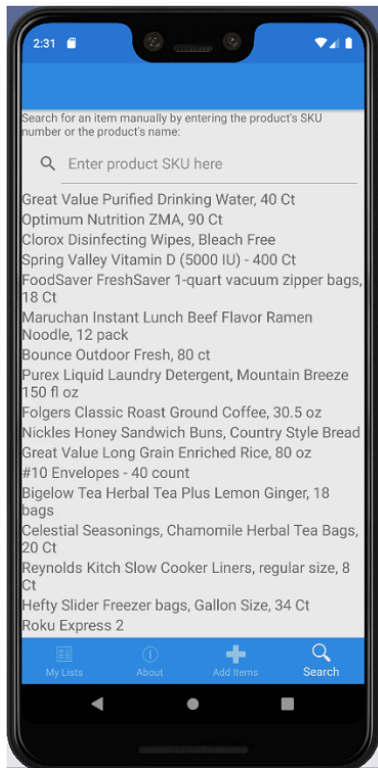 2:31
Search for an item manually by entering the product's SKU
number or the product's name:
Enter product SKU here
Great Value Purified Drinking Water, 40 Ct
Optimum Nutrition ZMA, 90 Ct
Clorox Disinfecting Wipes, Bleach Free
Spring Valley Vitamin D (5000 IU) - 400 Ct
FoodSaver FreshSaver 1-quart vacuum zipper bags,
18 Ct
Maruchan Instant Lunch Beef Flavor Ramen
Noodle, 12 pack
Bounce Outdoor Fresh, 80 ct
Purex Liquid Laundry Detergent, Mountain Breeze
150 fl oz
Folgers Classic Roast Ground Coffee, 30.5 oz
Nickles Honey Sandwich Buns, Country Style Bread
Great Value Long Grain Enriched Rice, 80 oz
#10 Envelopes - 40 count
Bigelow Tea Herbal Tea Plus Lemon Ginger, 18
bags
Celestial Seasonings, Chamomile Herbal Tea Bags,
20 Ct
Reynolds Kitch Slow Cooker Liners, regular size, 8
Ct
Hefty Slider Freezer bags, Gallon Size, 34 Ct
Roku Express 2
My Lists About Add Items Search